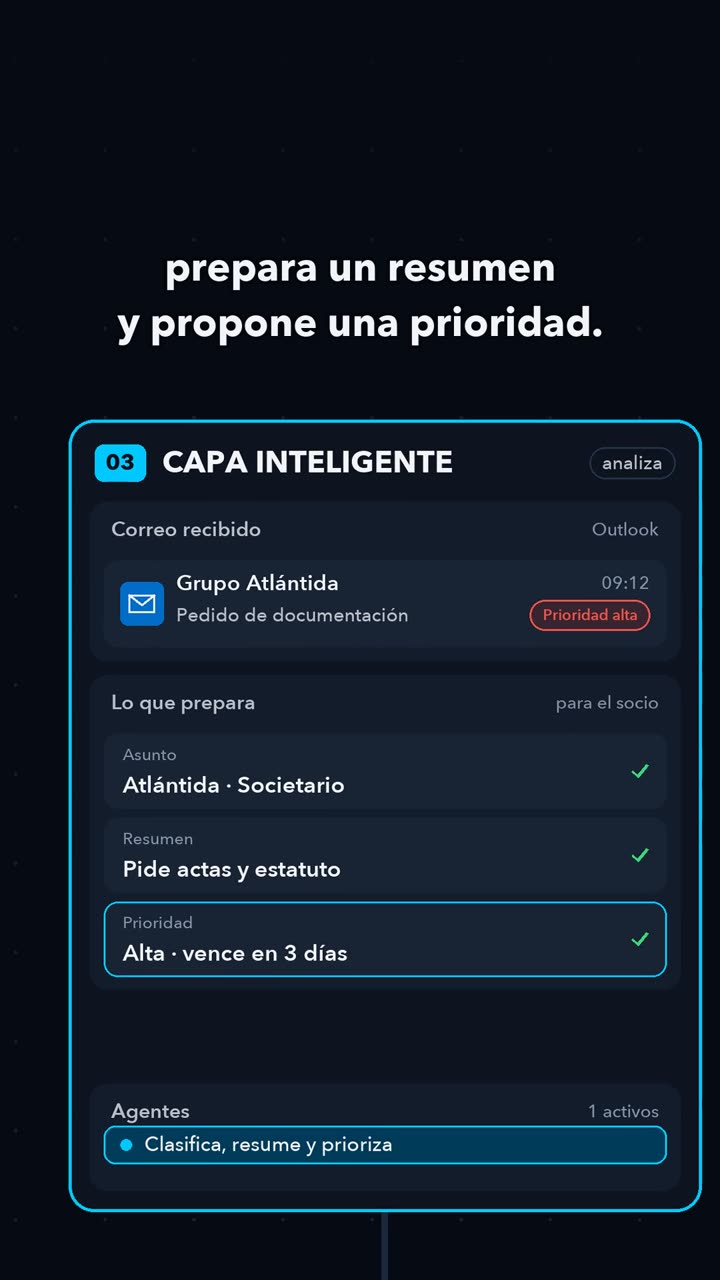 prepara un resumen
y propone una prioridad.
03 CAPA INTELIGENTE analiza
Correo recibido Outlook
Grupo Atlántida 09:12
Pedido de documentación Prioridad alta
Lo que prepara para el socio
Asunto
Atlántida · Societario
Resumen
Pide actas y estatuto
Prioridad
Alta · vence en 3 días
Agentes 1 activos
Clasifica, resume y prioriza